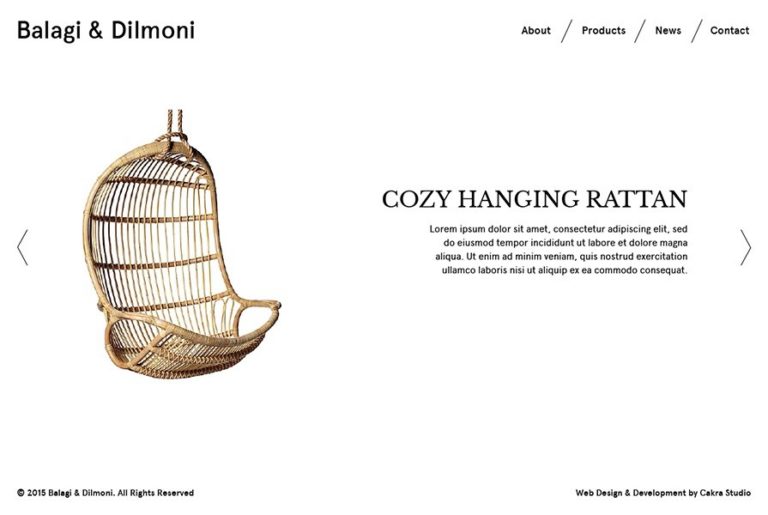 Balagi & Dilmoni
About / Products / News / Contact
COZY HANGING RATTAN
Lorem ipsum dolor sit amet, consectetur adipiscing elit, sed
do eiusmod tempor incididunt ut labore et dolore magna
aliqua. Ut enim ad minim veniam, quis nostrud exercitation
ullamco laboris nisi ut aliquip ex ea commodo consequat.
© 2015 Balagi & Dilmoni. All Rights Reserved
Web Design & Development by Cakra Studio